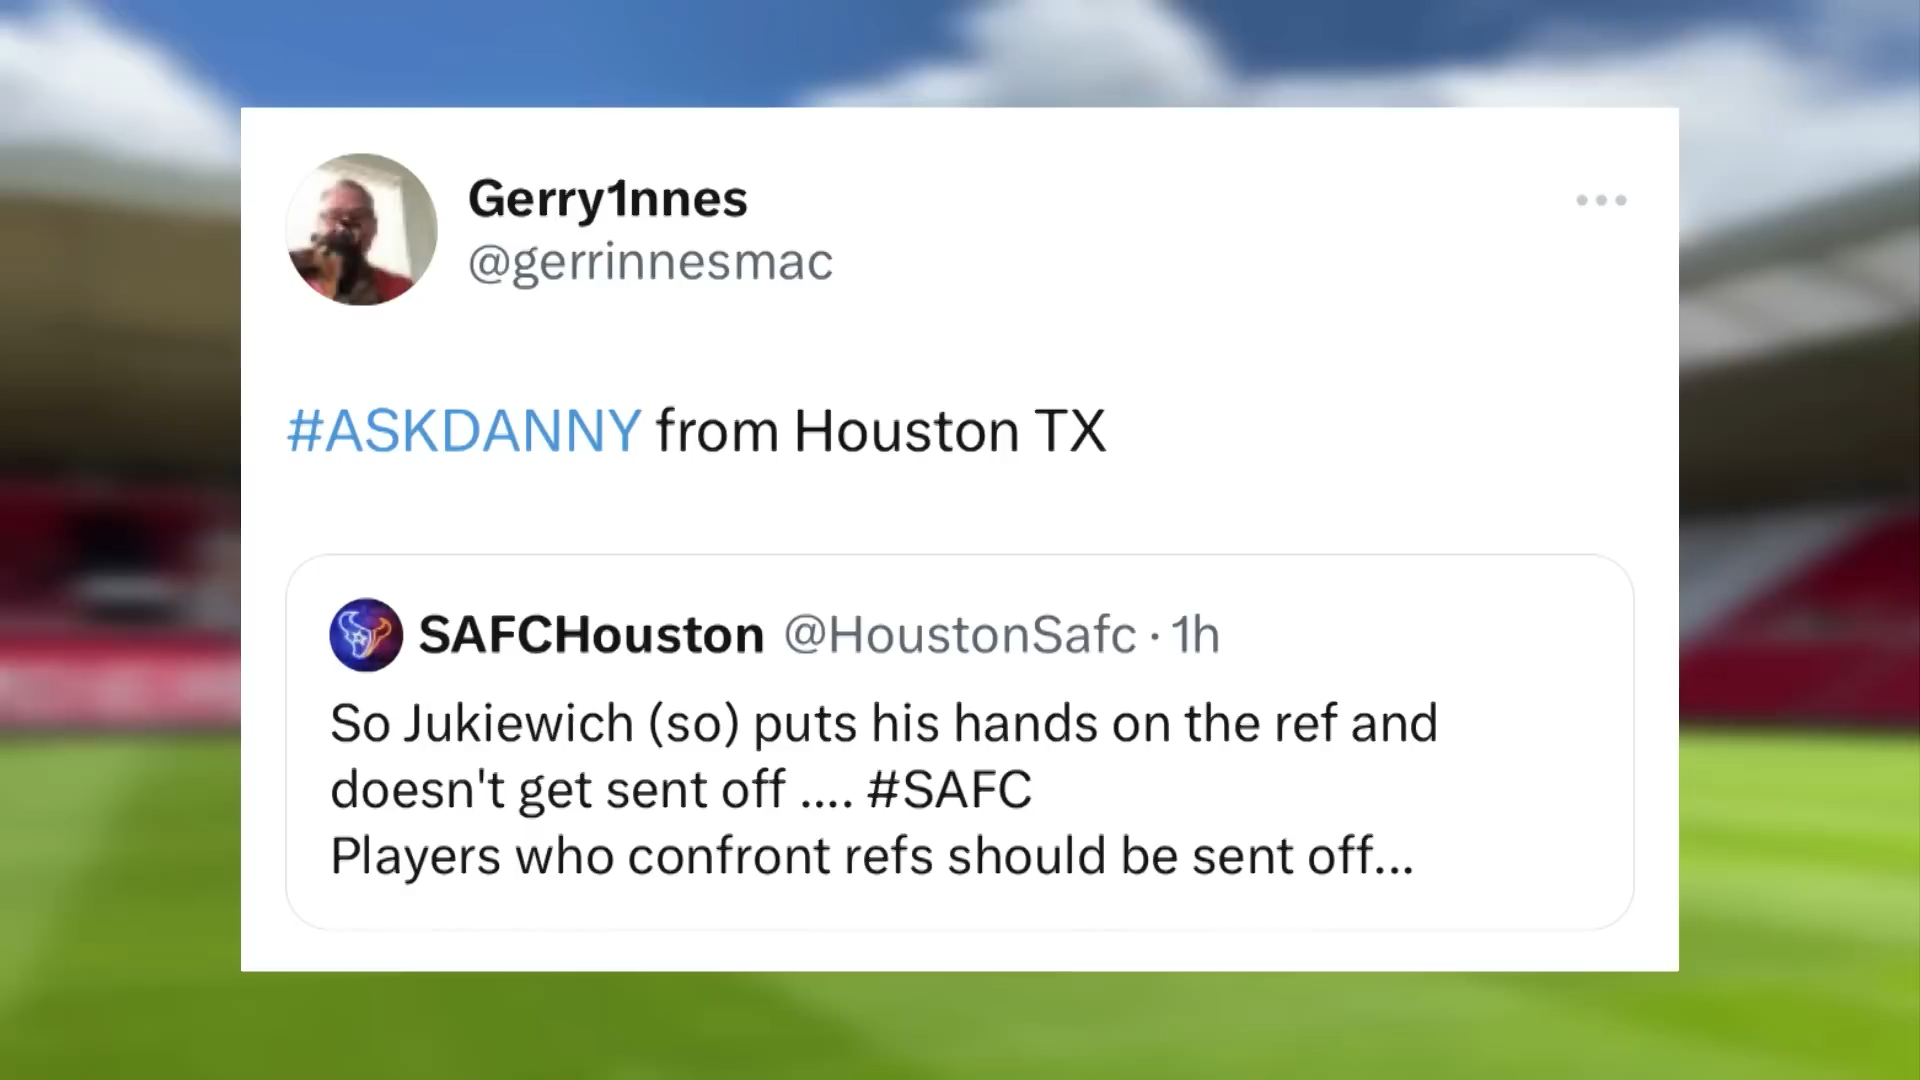 Gerry1nnes
@gerrinnesmac
#ASKDANNY from Houston TX
SAFCHouston @HoustonSafc · 1h
So Jukiewich (so) puts his hands on the ref and
doesn't get sent off .... #SAFC
Players who confront refs should be sent off...